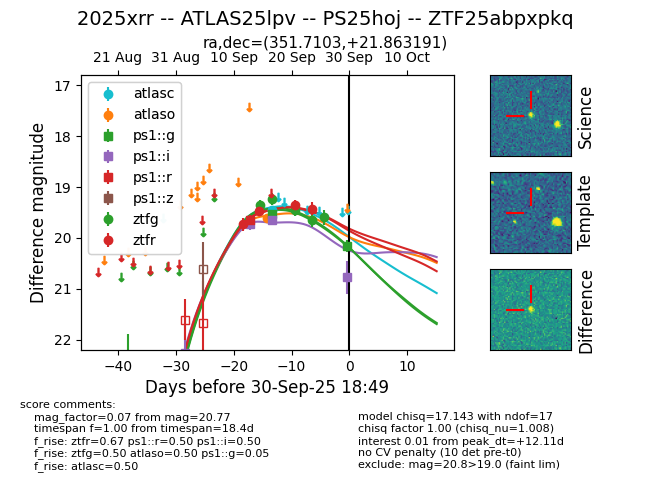 2025xrr -- ATLAS25lpv -- PS25hoj -- ZTF25abpxpkq
ra,dec=(351.7103,+21.863191)
21 Aug 31 Aug 10 Sep 20 Sep 30 Sep 10 Oct
17
18
19
20
21
22
Difference magnitude
atlasc
atlaso
ps1::g
ps1::i
ps1::r
ps1::z
ztfg
ztfr
−40 −30 −20 −10 0 10
Days before 30-Sep-25 18:49
Science
Template
Difference
score comments:
mag_factor=0.07 from mag=20.77
timespan f=1.00 from timespan=18.4d
f_rise: ztfr=0.67 ps1::r=0.50 ps1::i=0.50
f_rise: ztfg=0.50 atlaso=0.50 ps1::g=0.05
f_rise: atlasc=0.50
model chisq=17.143 with ndof=17
chisq factor 1.00 (chisq_nu=1.008)
interest 0.01 from peak_dt=+12.11d
no CV penalty (10 det pre-t0)
exclude: mag=20.8>19.0 (faint lim)